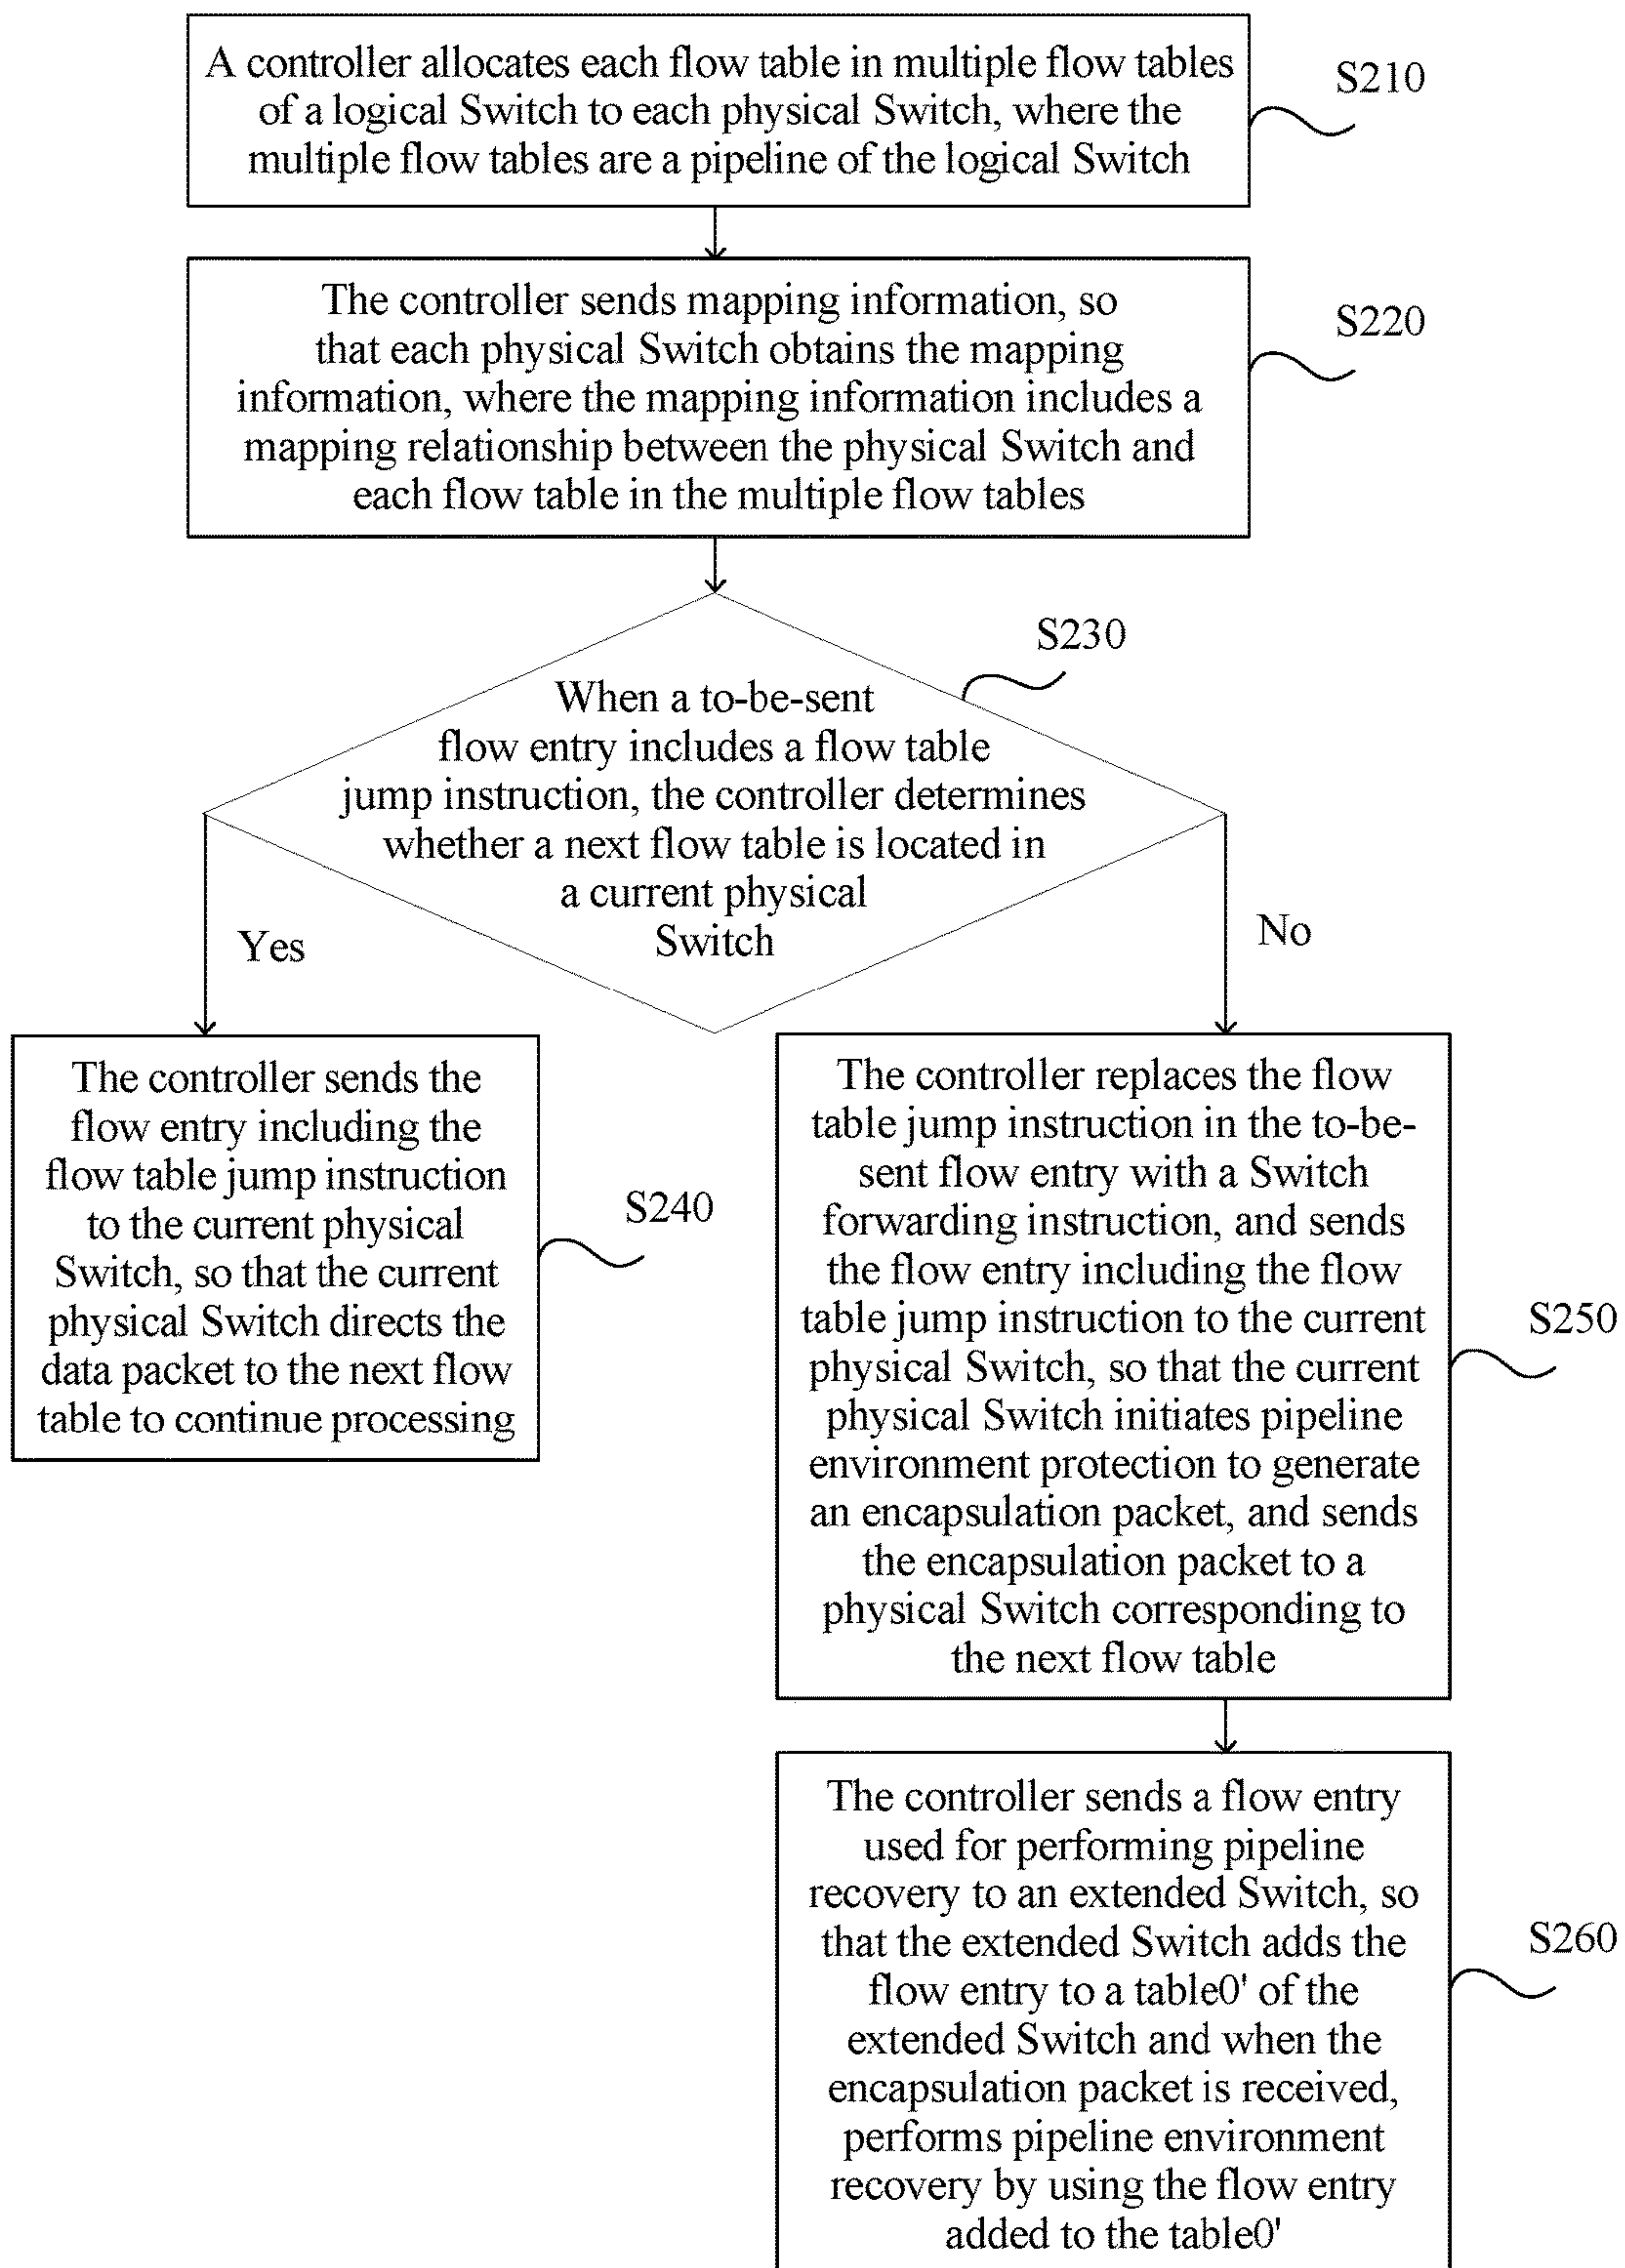 A controller allocates each flow table in multiple flow tables
of a logical Switch to each physical Switch, where the
multiple flow tables are a pipeline of the logical Switch
S210
The controller sends mapping information, so
that each physical Switch obtains the mapping
information, where the mapping information includes a
mapping relationship between the physical Switch and
each flow table in the multiple flow tables
S220
S230
When a to-be-sent
flow entry includes a flow table
jump instruction, the controller determines
whether a next flow table is located in
a current physical
Switch
Yes
No
The controller sends the
flow entry including the
flow table jump instruction
to the current physical
Switch, so that the current
physical Switch directs the
data packet to the next flow
table to continue processing
S240
The controller replaces the flow
table jump instruction in the to-be-
sent flow entry with a Switch
forwarding instruction, and sends
the flow entry including the flow
table jump instruction to the current
physical Switch, so that the current
physical Switch initiates pipeline
environment protection to generate
an encapsulation packet, and sends
the encapsulation packet to a
physical Switch corresponding to
the next flow table
S250
The controller sends a flow entry
used for performing pipeline
recovery to an extended Switch, so
that the extended Switch adds the
flow entry to a table0' of the
extended Switch and when the
encapsulation packet is received,
performs pipeline environment
recovery by using the flow entry
added to the table0'
S260